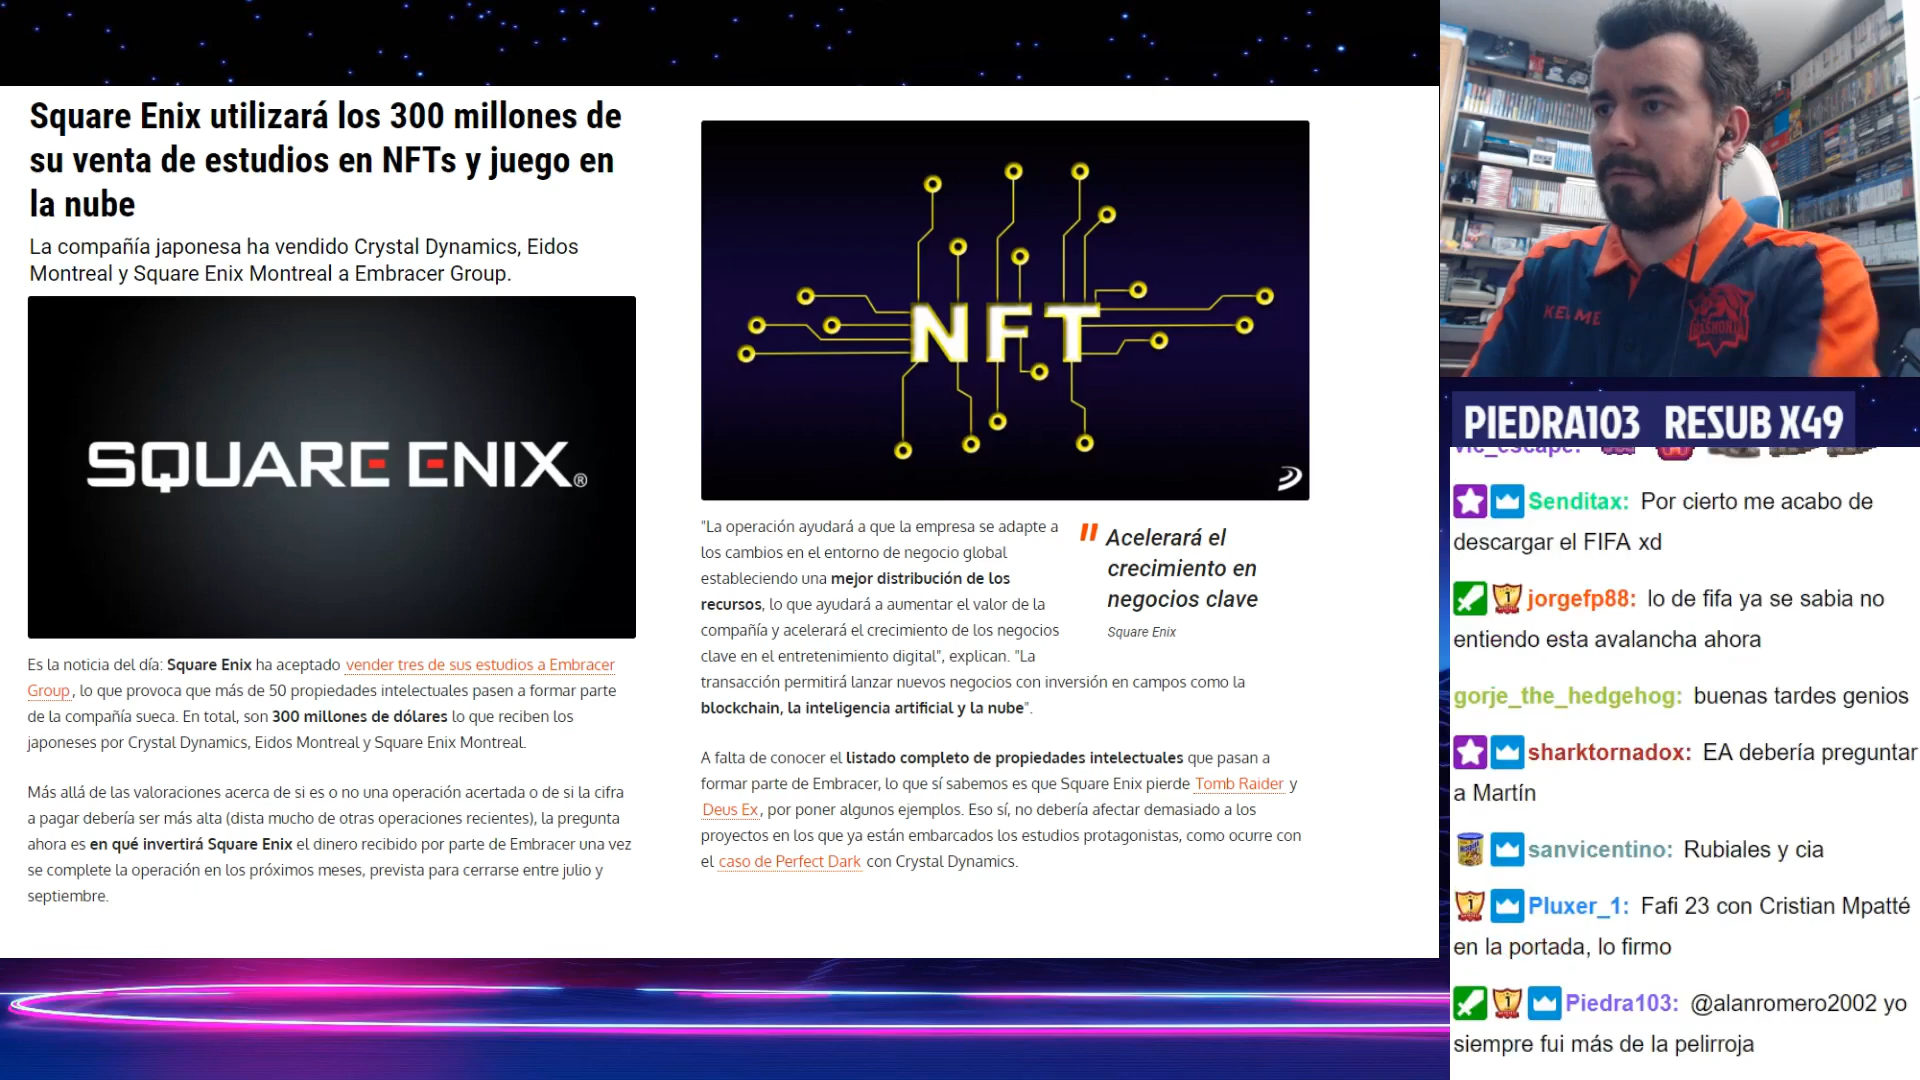 Square Enix utilizará los 300 millones de
su venta de estudios en NFTs y juego en
la nube
La compañía japonesa ha vendido Crystal Dynamics, Eidos
Montreal y Square Enix Montreal a Embracer Group.
SQUARE ENIX®
Es la noticia del día: Square Enix ha aceptado vender tres de sus estudios a Embracer
Group, lo que provoca que más de 50 propiedades intelectuales pasen a formar parte
de la compañía sueca. En total, son 300 millones de dólares lo que reciben los
japoneses por Crystal Dynamics, Eidos Montreal y Square Enix Montreal.
Más allá de las valoraciones acerca de si es o no una operación acertada o de si la cifra
a pagar debería ser más alta (dista mucho de otras operaciones recientes), la pregunta
ahora es en qué invertirá Square Enix el dinero recibido por parte de Embracer una vez
se complete la operación en los próximos meses, prevista para cerrarse entre julio y
septiembre.
NFT
"La operación ayudará a que la empresa se adapte a
los cambios en el entorno de negocio global
estableciendo una mejor distribución de los
recursos, lo que ayudará a aumentar el valor de la
compañía y acelerará el crecimiento de los negocios
clave en el entretenimiento digital", explican. "La
transacción permitirá lanzar nuevos negocios con inversión en campos como la
blockchain, la inteligencia artificial y la nube".
" Acelerará el
crecimiento en
negocios clave
Square Enix
A falta de conocer el listado completo de propiedades intelectuales que pasan a
formar parte de Embracer, lo que sí sabemos es que Square Enix pierde Tomb Raider y
Deus Ex, por poner algunos ejemplos. Eso sí, no debería afectar demasiado a los
proyectos en los que ya están embarcados los estudios protagonistas, como ocurre con
el caso de Perfect Dark con Crystal Dynamics.
KELME
PIEDRA103 RESUB X49
vic_escape:
Senditax: Por cierto me acabo de
descargar el FIFA xd
jorgefp88: lo de fifa ya se sabia no
entiendo esta avalancha ahora
gorje_the_hedgehog: buenas tardes genios
sharktornadox: EA debería preguntar
a Martín
sanvicentino: Rubiales y cia
Pluxer_1: Fafi 23 con Cristian Mpatté
en la portada, lo firmo
Piedra103: @alanromero2002 yo
siempre fui más de la pelirroja